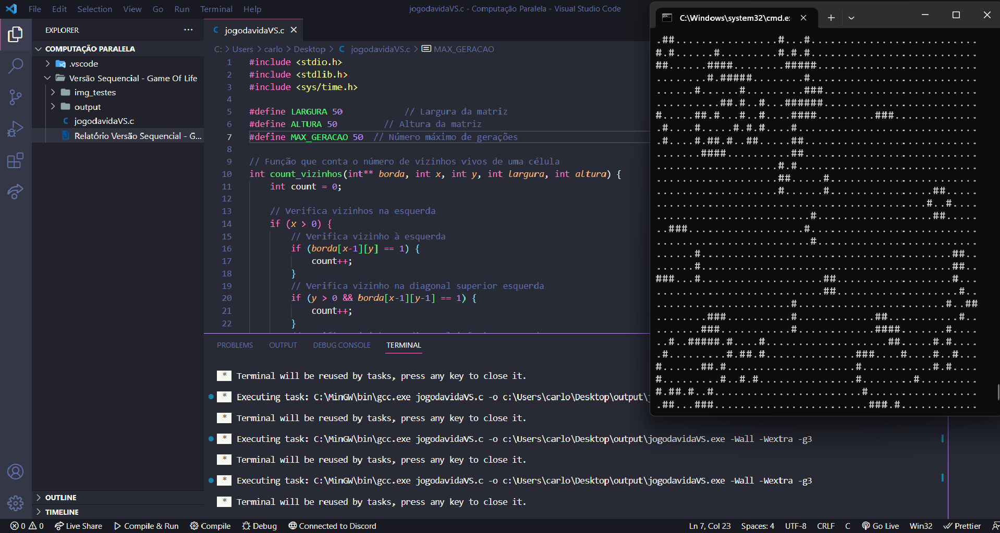 File Edit Selection View Go Run Terminal Help
jogodavidaVS.c - Computação Paralela - Visual Studio Code
EXPLORER ...
COMPUTAÇÃO PARALELA
.vscode
Versão Sequencial - Game Of Life
img_testes
output
C jogodavidaVS.c
Relatório Versão Sequencial - G...
OUTLINE
TIMELINE
C jogodavidaVS.c
C: > Users > carlo > Desktop > C jogodavidaVS.c > MAX_GERACAO
1 #include <stdio.h>
2 #include <stdlib.h>
3 #include <sys/time.h>
4
5 #define LARGURA 50 // Largura da matriz
6 #define ALTURA 50 // Altura da matriz
7 #define MAX_GERACAO 50 // Número máximo de gerações
8
9 // Função que conta o número de vizinhos vivos de uma célula
10 int count_vizinhos(int** borda, int x, int y, int largura, int altura) {
11 int count = 0;
12
13 // Verifica vizinhos na esquerda
14 if (x > 0) {
15 // Verifica vizinho à esquerda
16 if (borda[x-1][y] == 1) {
17 count++;
18 }
19 // Verifica vizinho na diagonal superior esquerda
20 if (y > 0 && borda[x-1][y-1] == 1) {
21 count++;
22 }
PROBLEMS OUTPUT DEBUG CONSOLE TERMINAL
* Terminal will be reused by tasks, press any key to close it.
* Executing task: C:\MinGW\bin\gcc.exe jogodavidaVS.c -o c:\Users\carlo\Desktop\output\j
* Terminal will be reused by tasks, press any key to close it.
* Executing task: C:\MinGW\bin\gcc.exe jogodavidaVS.c -o c:\Users\carlo\Desktop\output\jogodavidaVS.exe -Wall -Wextra -g3
* Terminal will be reused by tasks, press any key to close it.
* Executing task: C:\MinGW\bin\gcc.exe jogodavidaVS.c -o c:\Users\carlo\Desktop\output\jogodavidaVS.exe -Wall -Wextra -g3
* Terminal will be reused by tasks, press any key to close it.
C:\Windows\system32\cmd.ex
0 0 Live Share Compile & Run Compile Debug Connected to Discord
Ln 7, Col 23 Spaces: 4 UTF-8 CRLF C Go Live Win32 Prettier